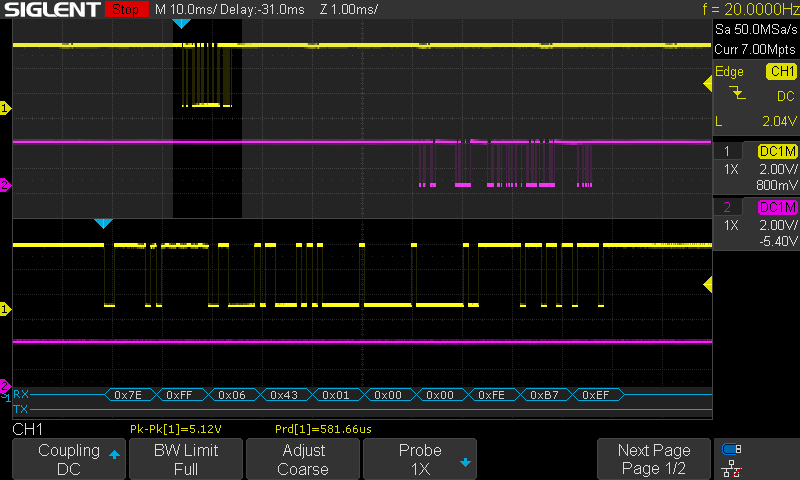 SIGLENT Stop M 10.0ms/ Delay:-31.0ms Z 1.00ms/ f = 20.0000Hz
Sa 50.0MSa/s
Curr 7.00Mpts
Edge CH1
DC
L 2.04V
1 DC1M
1X 2.00V/
800mV
2 DC1M
1X 2.00V/
-5.40V
1
2
1
2
S1 RX 0x7E 0xFF 0x06 0x43 0x01 0x00 0x00 0xFE 0xB7 0xEF
TX
CH1 Pk-Pk[1]=5.12V Prd[1]=581.66us
Coupling BW Limit Adjust Probe Next Page
DC Full Coarse 1X Page 1/2